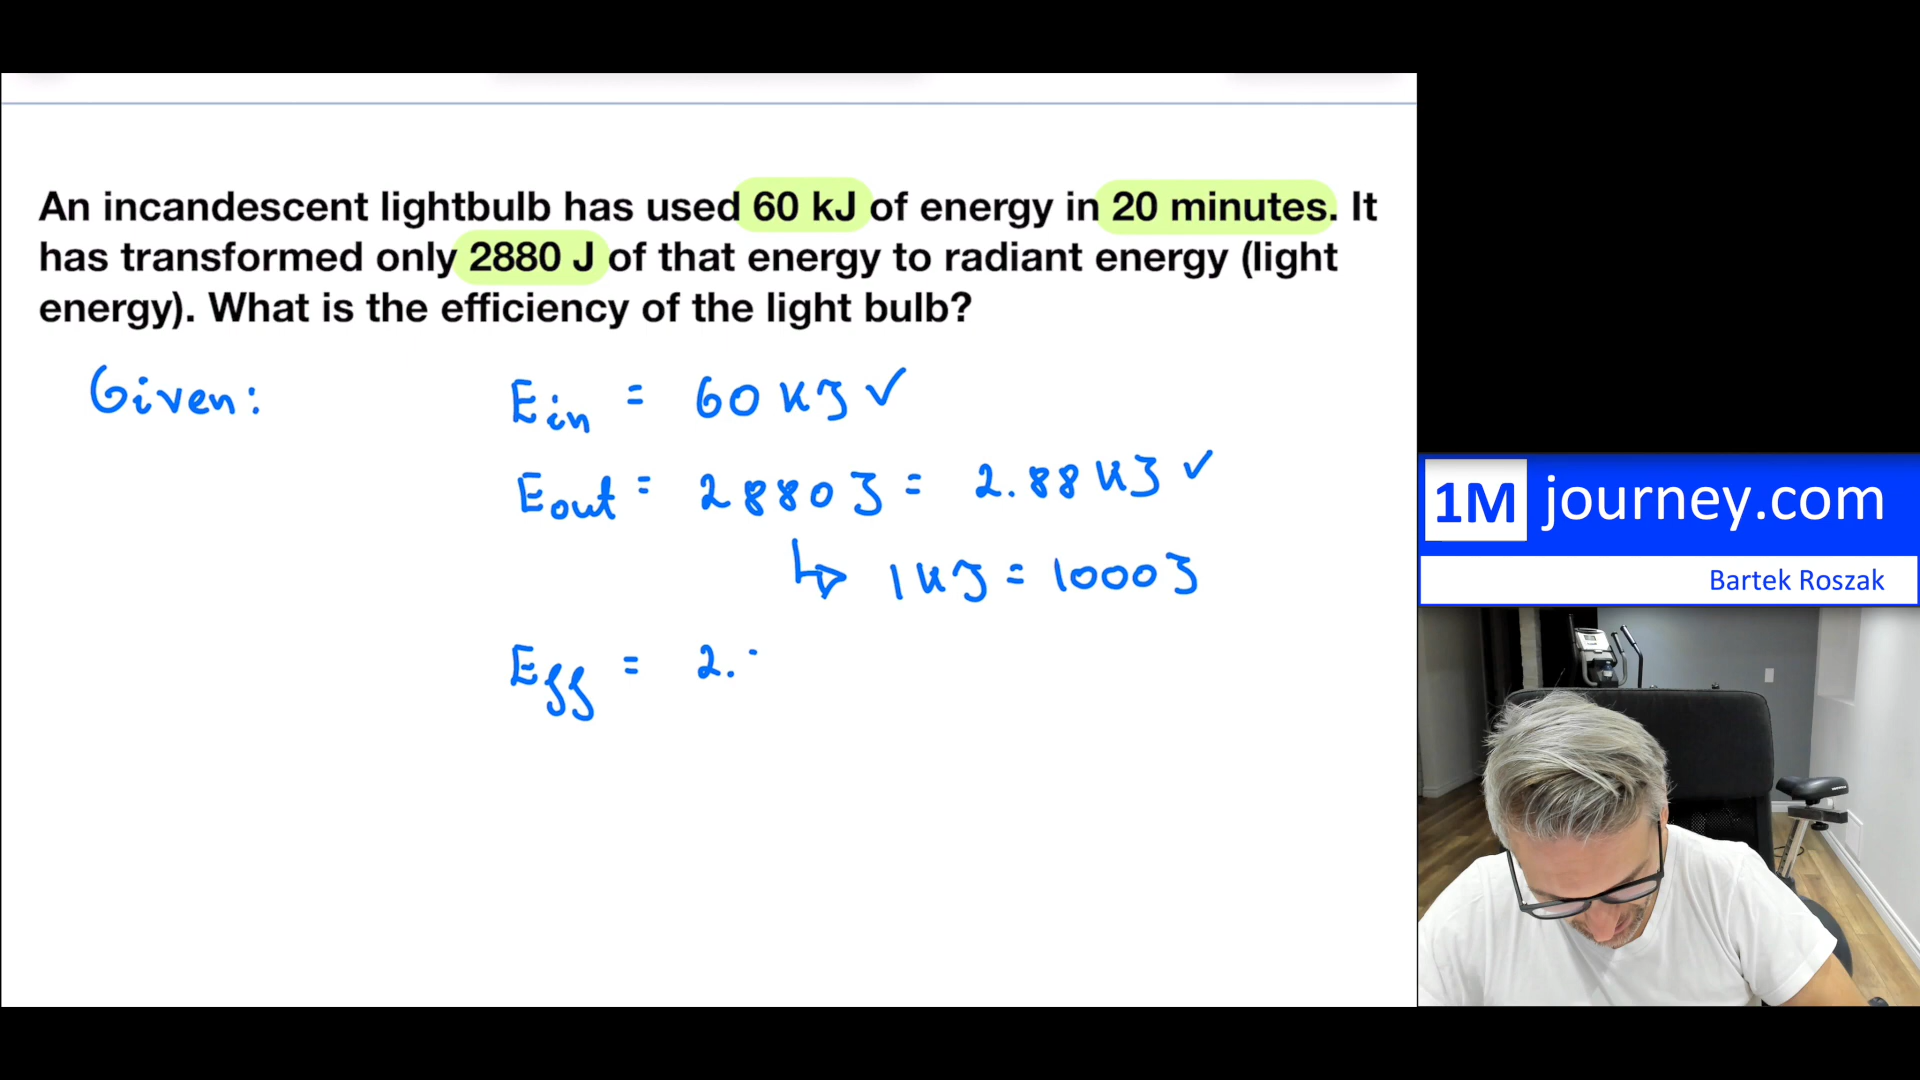 An incandescent lightbulb has used 60 kJ of energy in 20 minutes. It
has transformed only 2880 J of that energy to radiant energy (light
energy). What is the efficiency of the light bulb?
Given: Ein = 60 kJ ✓
Eout = 2880 J = 2.88 kJ ✓
↳ 1 kJ = 1000 J
Eff = 2.
1M journey.com
Bartek Roszak